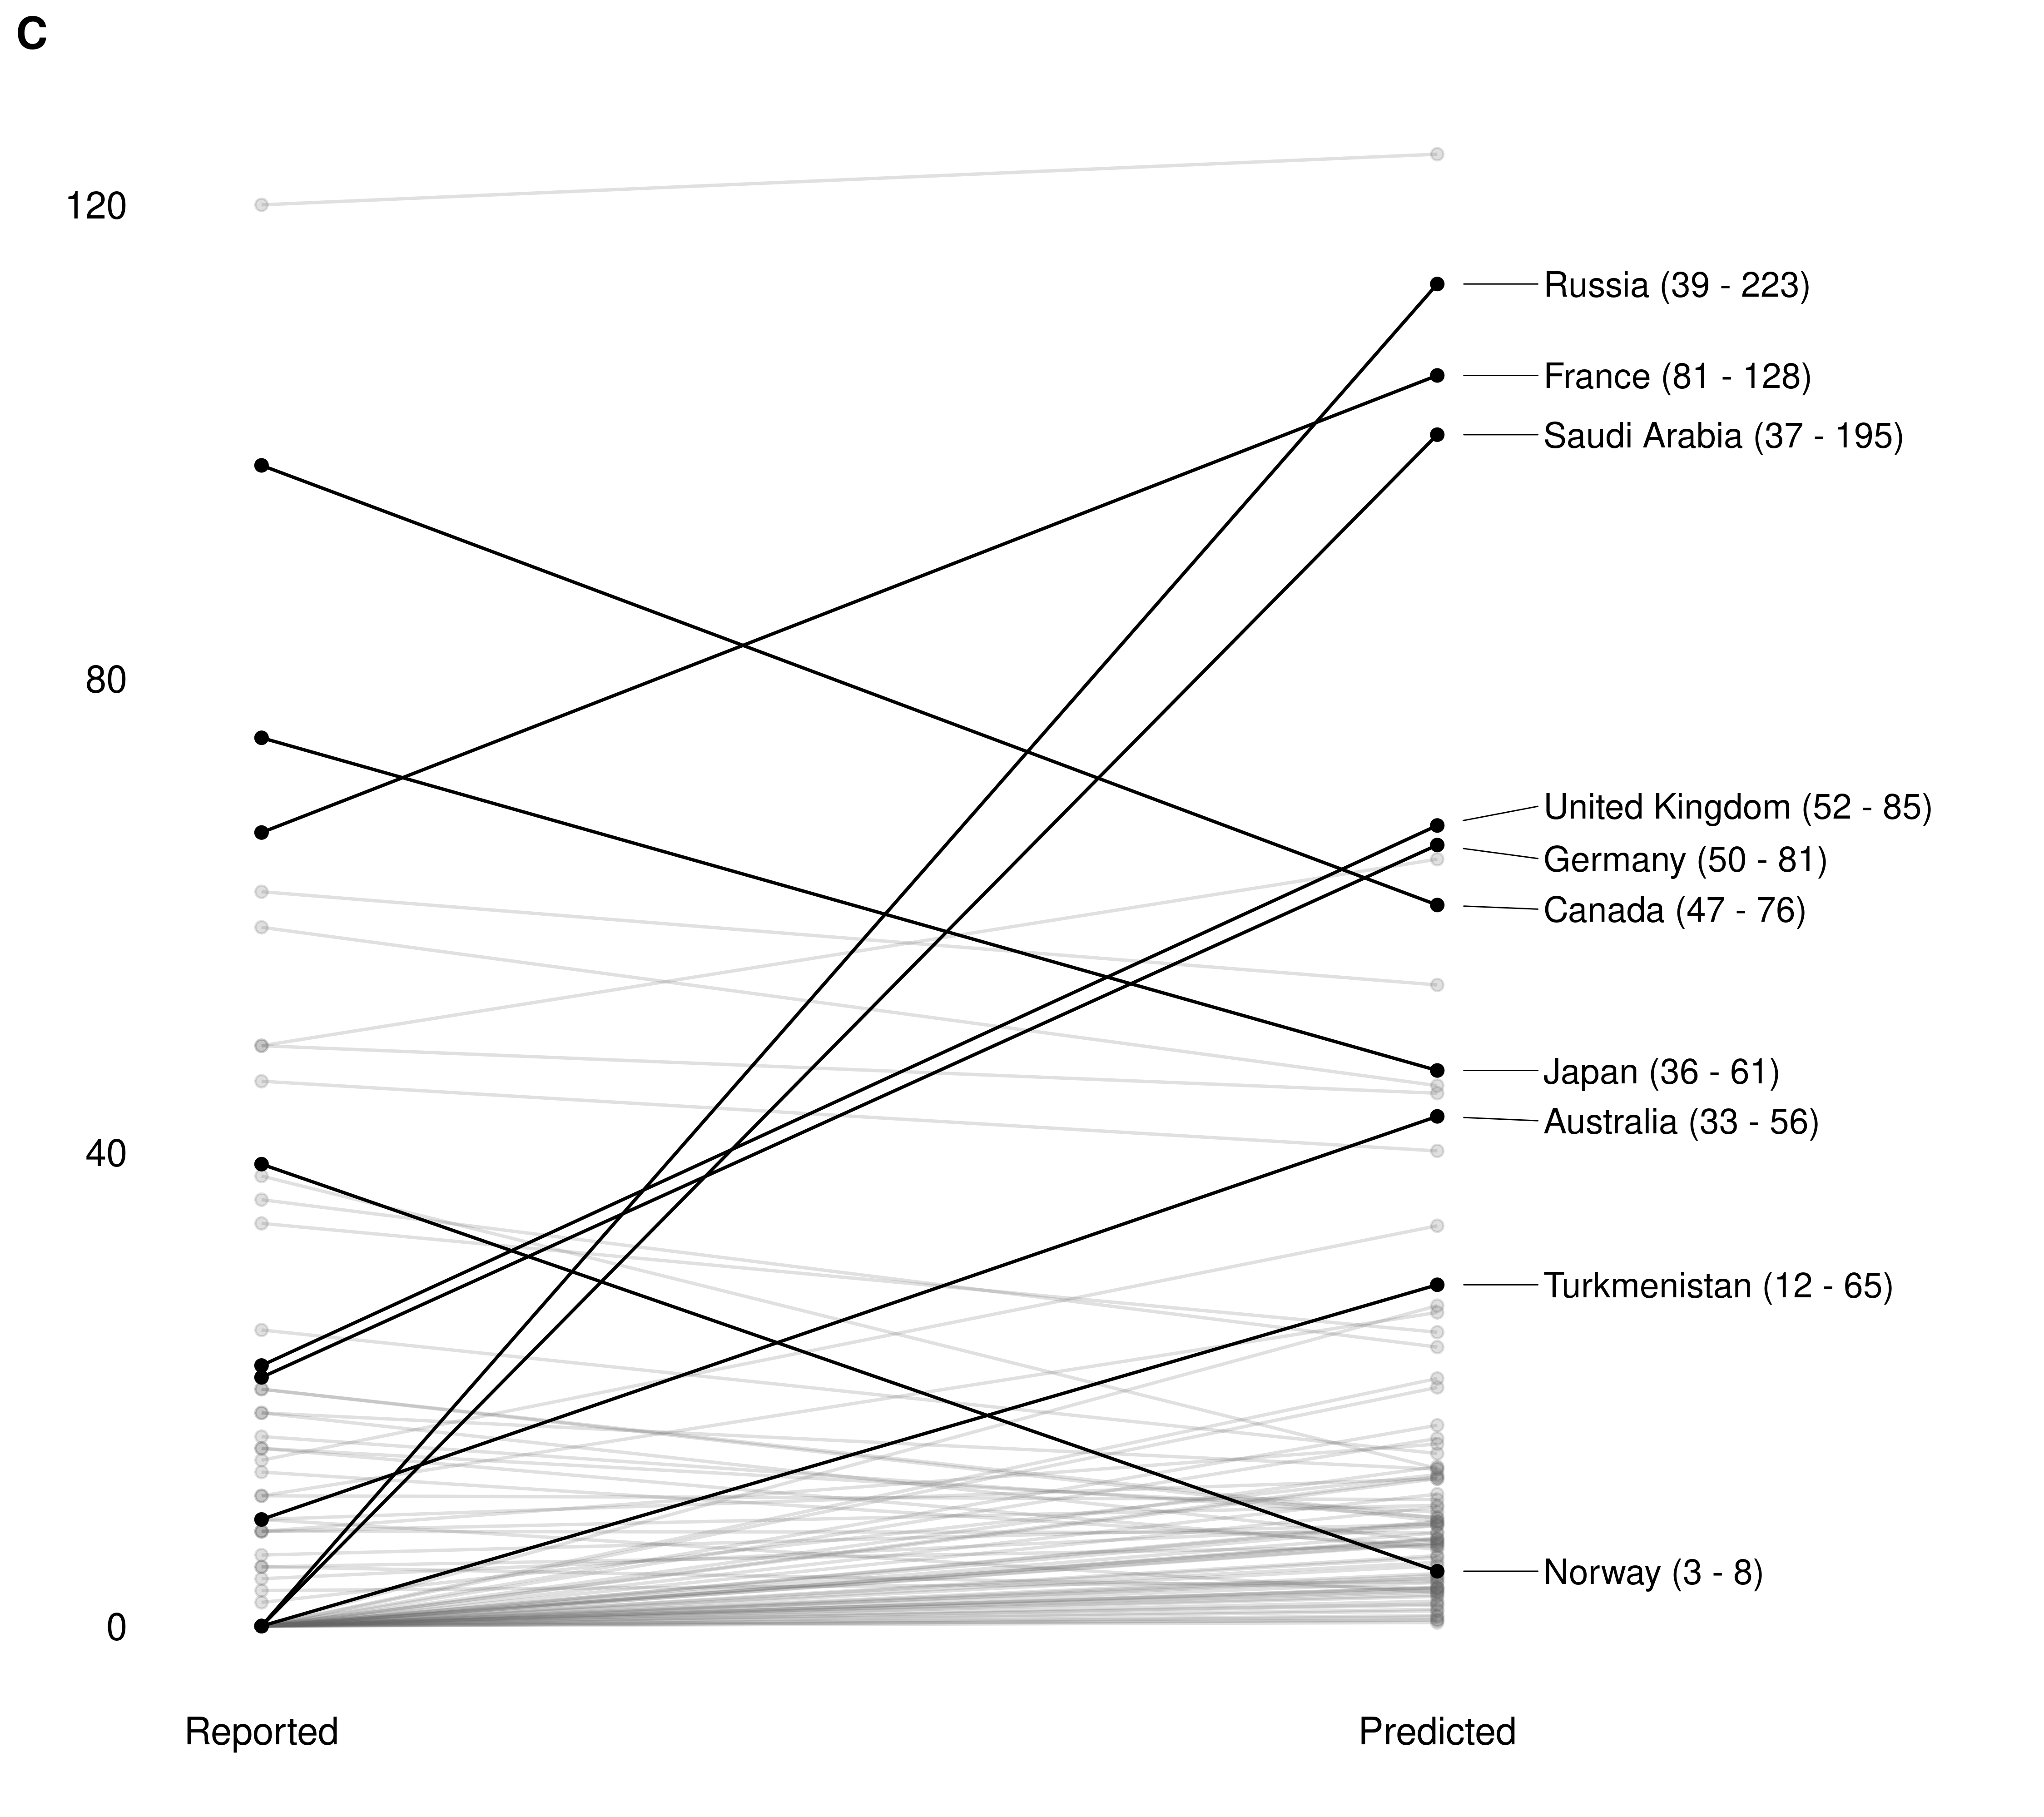 C
120
80
40
0
Russia (39 - 223)
France (81 - 128)
Saudi Arabia (37 - 195)
United Kingdom (52 - 85)
Germany (50 - 81)
Canada (47 - 76)
Japan (36 - 61)
Australia (33 - 56)
Turkmenistan (12 - 65)
Norway (3 - 8)
Reported
Predicted